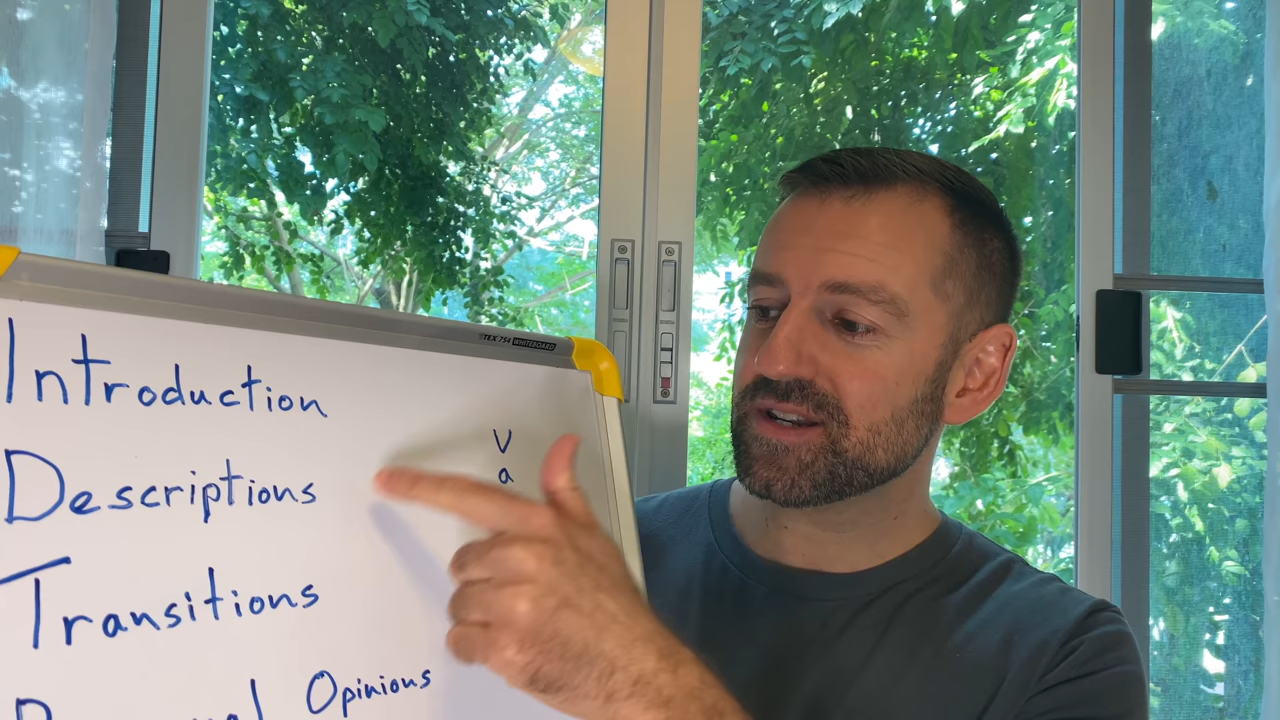 TEX 754 WHITEBOARD
Introduction
Descriptions
Transitions
Opinions
V
a